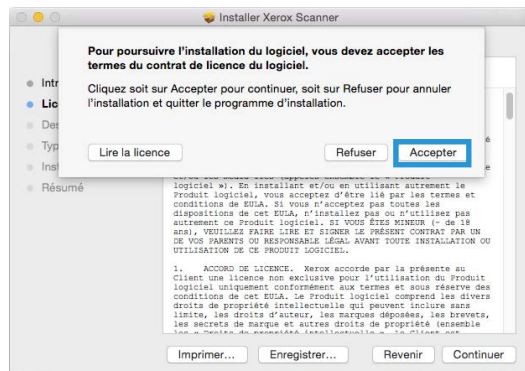 Installer Xerox Scanner
Pour poursuivre l'installation du logiciel, vous devez accepter les
termes du contrat de licence du logiciel.
Cliquez soit sur Accepter pour continuer, soit sur Refuser pour annuler
l'installation et quitter le programme d'installation.
Lire la licence
Refuser
Accepter
Intr
Lic
Des
Typ
Inst
Résumé
logiciel »). En installant et/ou en utilisant autrement le
Produit logiciel, vous acceptez d'être lié par les termes et
conditions de EULA. Si vous n'acceptez pas toutes les
dispositions de cet EULA, n'installez pas ou n'utilisez pas
autrement ce Produit logiciel. SI VOUS ÊTES MINEUR (- de 18
ans), VEUILLEZ FAIRE LIRE ET SIGNER LE PRÉSENT CONTRAT PAR UN
DE VOS PARENTS OU RESPONSABLE LÉGAL AVANT TOUTE INSTALLATION OU
UTILISATION DE CE PRODUIT LOGICIEL.
1. ACCORD DE LICENCE. Xerox accorde par la présente au
Client une licence non exclusive pour l'utilisation du Produit
logiciel uniquement conformément aux termes et sous réserve des
conditions de cet EULA. Le Produit logiciel comprend les divers
droits de propriété intellectuelle qui peuvent inclure sans
limite, les droits d'auteur, les marques déposées, les brevets,
les secrets de marque et autres droits de propriété (ensemble
Imprimer...
Enregistrer...
Revenir
Continuer